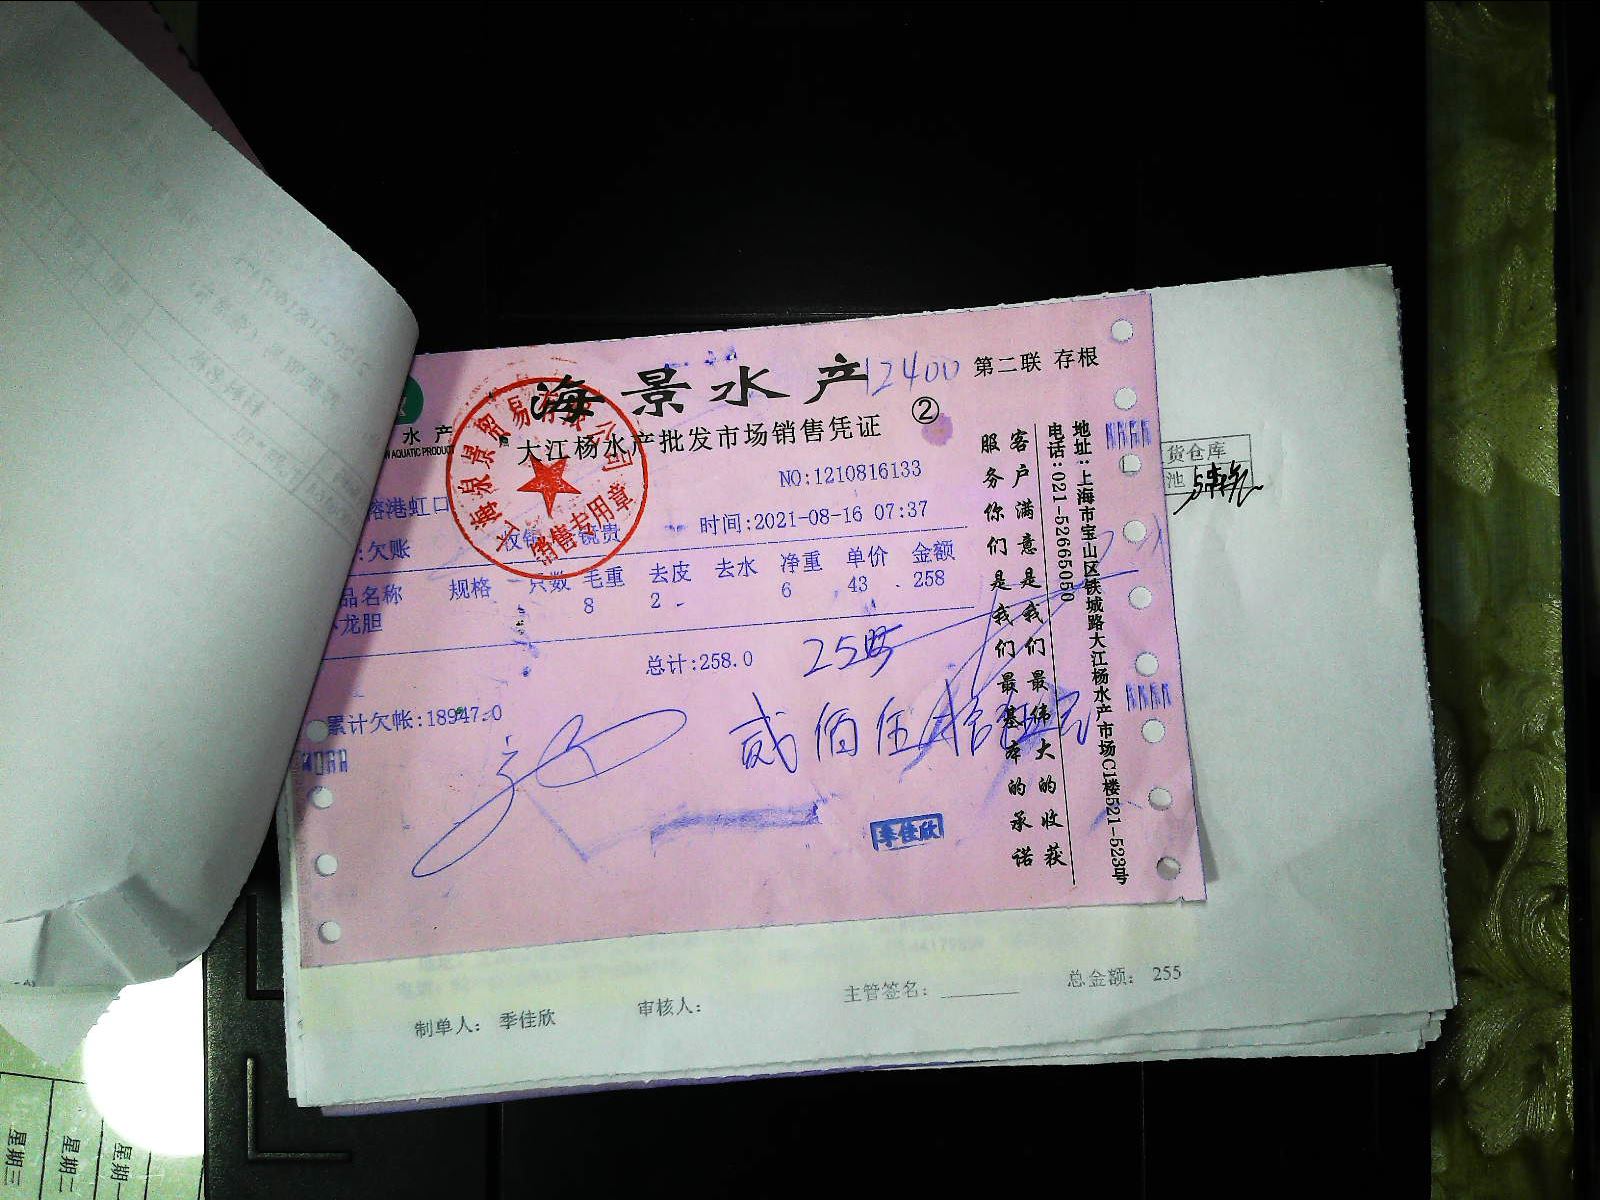 海景水产
12400
第二联 存根
②
水产
AQUATIC PRODUCT
大江杨水产批发市场销售凭证
NO:1210816133
港虹口
时间:2021-08-16 07:37
:欠账
品名称 规格 只数 毛重 去皮 去水 净重 单价 金额
龙胆 8 2 6 43 258
总计:258.0
累计欠帐:18947.0
贰佰伍拾
季佳欣
销售专用章
客户满意是我们最伟大的收获
服务你们是我们最基本的承诺
地址:上海市宝山区铁城路大江杨水产市场C1楼521-523号
电话:021-52665050
货仓库
池
制单人: 季佳欣
审核人:
主管签名:
总金额: 255
星期一
星期二
星期三